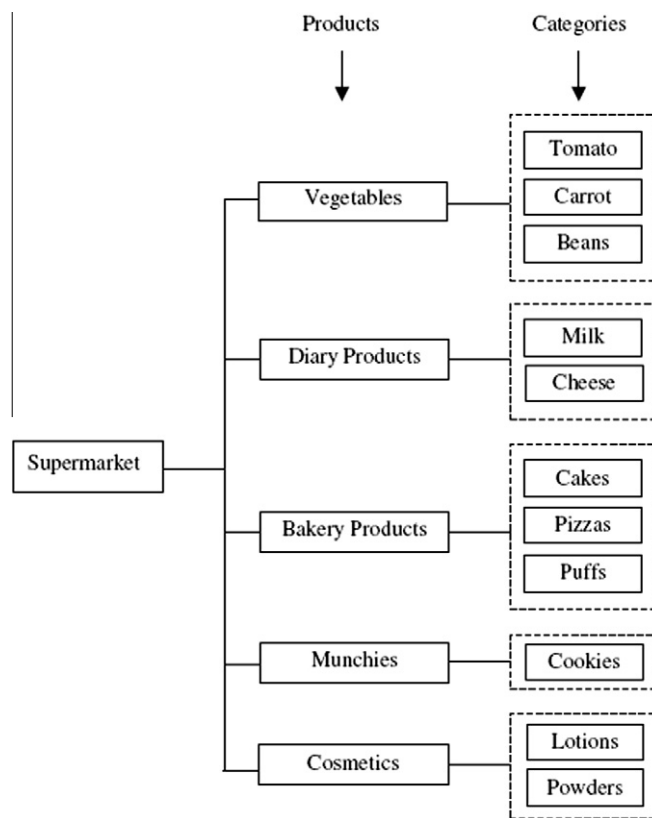 Products
Categories
Tomato
Vegetables
Carrot
Beans
Milk
Diary Products
Cheese
Supermarket
Cakes
Bakery Products
Pizzas
Puffs
Munchies
Cookies
Lotions
Cosmetics
Powders